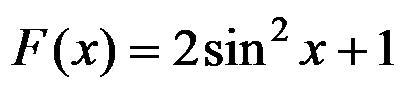 F(x) = 2sin² x + 1